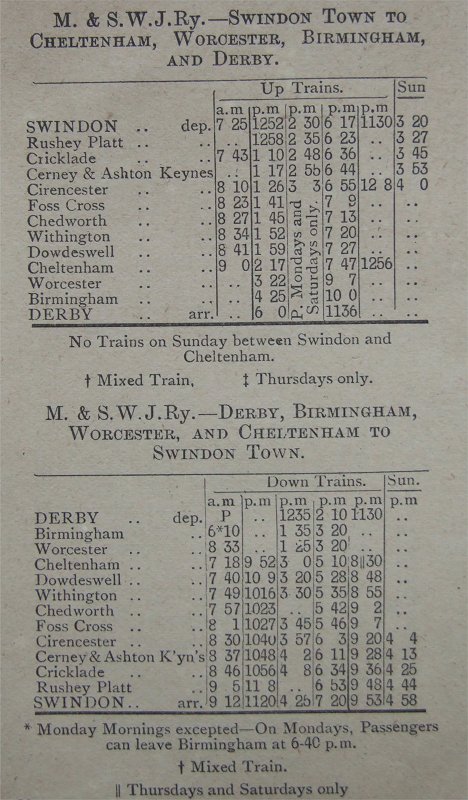 M. & S.W.J.Ry.—Swindon Town to
Cheltenham, Worcester, Birmingham,
and Derby.
Up Trains. Sun
a.m p.m p.m p.m p.m
SWINDON .. dep. 7 25 1252 2 30 6 17 1130 3 20
Rushey Platt .. .. 1258 2 35 6 23 .. 3 27
Cricklade .. .. 7 43 1 10 2 48 6 36 .. 3 45
Cerney & Ashton Keynes .. 1 17 2 56 6 44 .. 3 53
Cirencester .. .. 8 10 1 26 3 3 6 55 12 8 4 0
Foss Cross .. .. 8 23 1 41 7 9 .. ..
Chedworth .. .. 8 27 1 45 7 13 .. ..
Withington .. .. 8 34 1 52 7 20 .. ..
Dowdeswell .. .. 8 41 1 59 7 27 .. ..
Cheltenham .. .. 9 0 2 17 7 47 1256 ..
Worcester .. .. .. 3 22 9 7 .. ..
Birmingham .. .. .. 4 25 10 0 .. ..
DERBY .. arr. .. 6 0 1136 .. ..
P. Mondays and
Saturdays only.
No Trains on Sunday between Swindon and
Cheltenham.
† Mixed Train, ‡ Thursdays only.
M. & S.W.J.Ry.—Derby, Birmingham,
Worcester, and Cheltenham to
Swindon Town.
Down Trains. Sun.
a.m p.m p.m p.m p.m p.m
DERBY .. dep. P .. 1235 2 10 1130 ..
Birmingham .. 6*10 .. 1 35 3 20 .. ..
Worcester .. 8 33 .. 1 25 3 20 .. ..
Cheltenham .. .. 7 18 9 52 3 0 5 10 8||30 ..
Dowdeswell .. .. 7 40 10 9 3 20 5 28 8 48 ..
Withington .. .. 7 49 1016 3 30 5 35 8 55 ..
Chedworth .. .. 7 57 1023 .. 5 42 9 2 ..
Foss Cross .. .. 8 1 1027 3 45 5 46 9 7 ..
Cirencester .. .. 8 30 1040 3 57 6 3 9 20 4 4
Cerney & Ashton K'yn's 8 37 1048 4 2 6 11 9 28 4 13
Cricklade .. .. 8 46 1056 4 8 6 34 9 36 4 25
Rushey Platt .. 9 5 11 8 .. 6 53 9 48 4 44
SWINDON.. arr. 9 12 1120 4 25 7 20 9 53 4 58
* Monday Mornings excepted—On Mondays, Passengers
can leave Birmingham at 6-40 p.m.
† Mixed Train.
|| Thursdays and Saturdays only